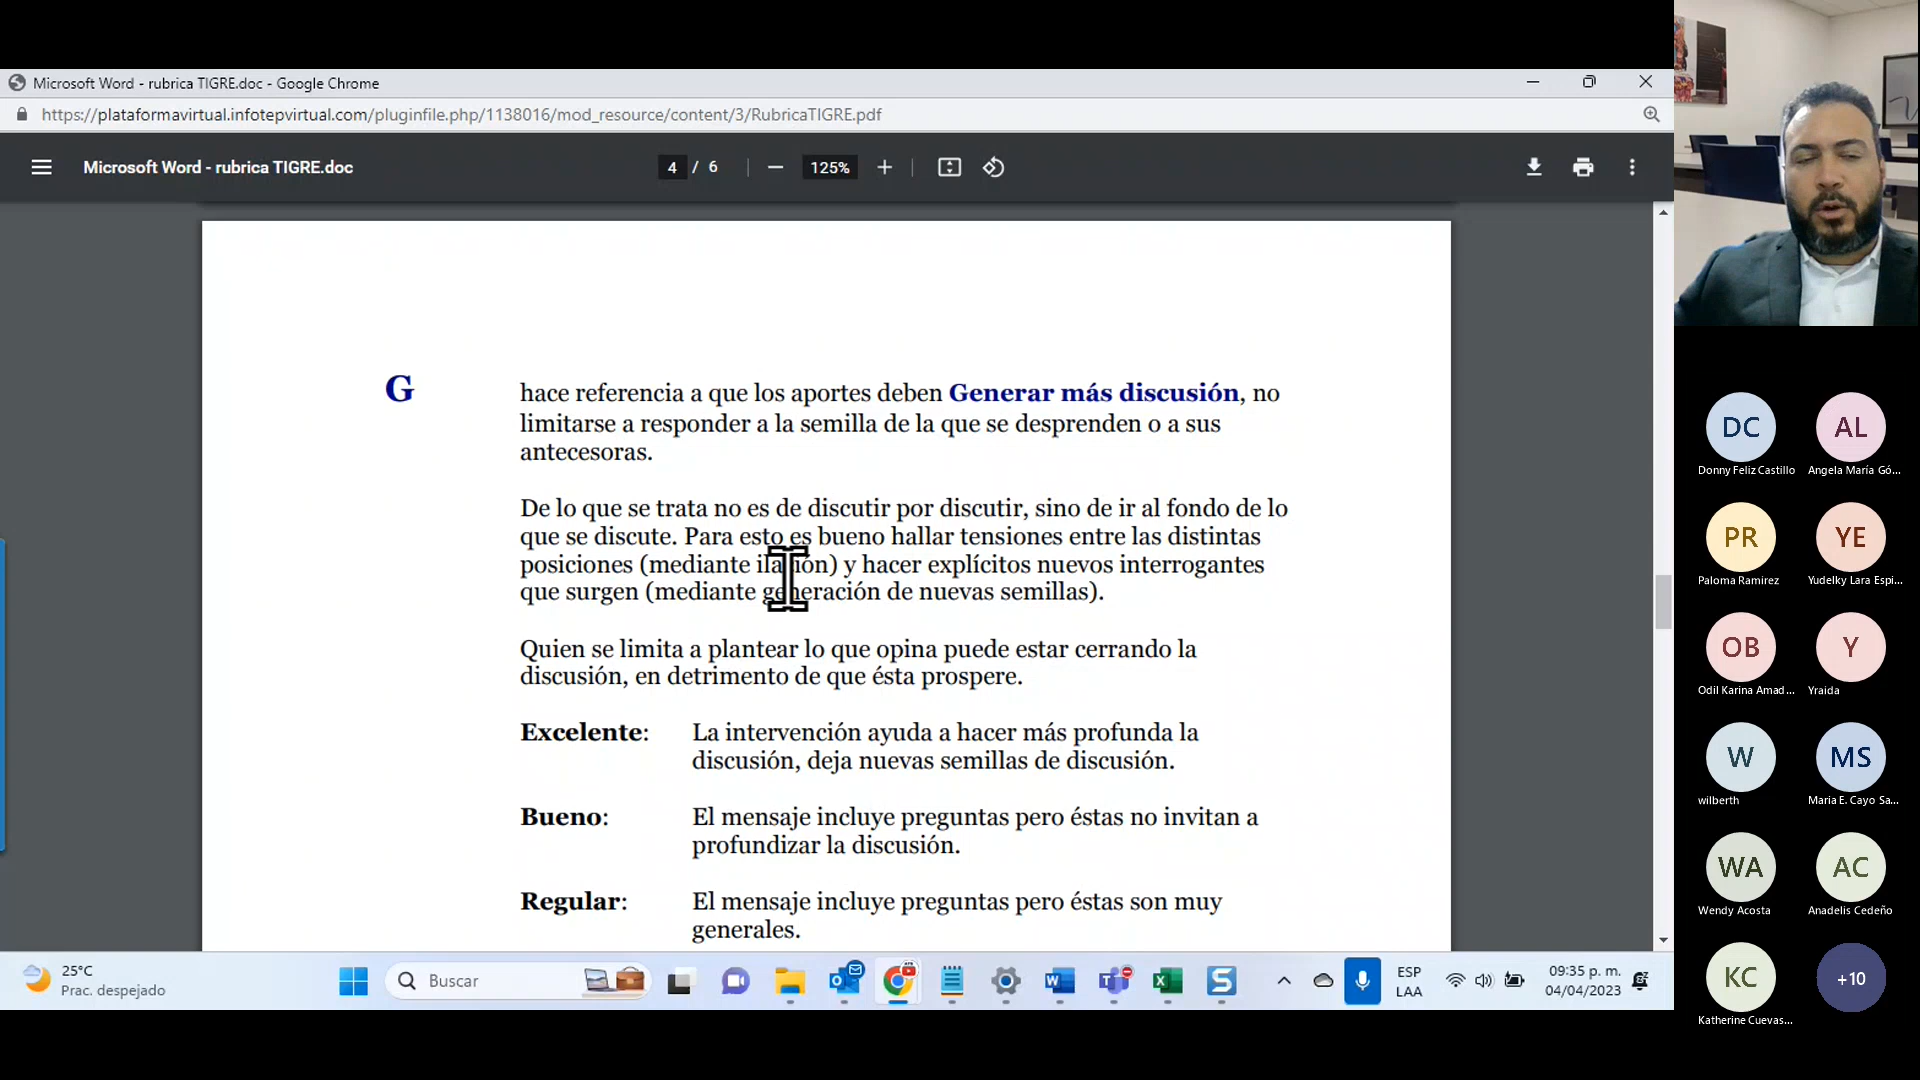 Microsoft Word - rubrica TIGRE.doc - Google Chrome
https://plataformavirtual.infotepvirtual.com/pluginfile.php/1138016/mod_resource/content/3/RubricaTIGRE.pdf
Microsoft Word - rubrica TIGRE.doc
4 / 6
125%
G
hace referencia a que los aportes deben Generar más discusión, no
limitarse a responder a la semilla de la que se desprenden o a sus
antecesoras.
De lo que se trata no es de discutir por discutir, sino de ir al fondo de lo
que se discute. Para esto es bueno hallar tensiones entre las distintas
posiciones (mediante ilación) y hacer explícitos nuevos interrogantes
que surgen (mediante generación de nuevas semillas).
Quien se limita a plantear lo que opina puede estar cerrando la
discusión, en detrimento de que ésta prospere.
Excelente: La intervención ayuda a hacer más profunda la
discusión, deja nuevas semillas de discusión.
Bueno: El mensaje incluye preguntas pero éstas no invitan a
profundizar la discusión.
Regular: El mensaje incluye preguntas pero éstas son muy
generales.
25°C
Prac. despejado
Buscar
ESP
LAA
09:35 p. m.
04/04/2023
DC
Donny Feliz Castillo
AL
Angela María Gó...
PR
Paloma Ramirez
YE
Yudelky Lara Espi...
OB
Odil Karina Amad...
Y
Yraida
W
wilberth
MS
Maria E. Cayo Sa...
WA
Wendy Acosta
AC
Anadelis Cedeño
KC
Katherine Cuevas...
+10